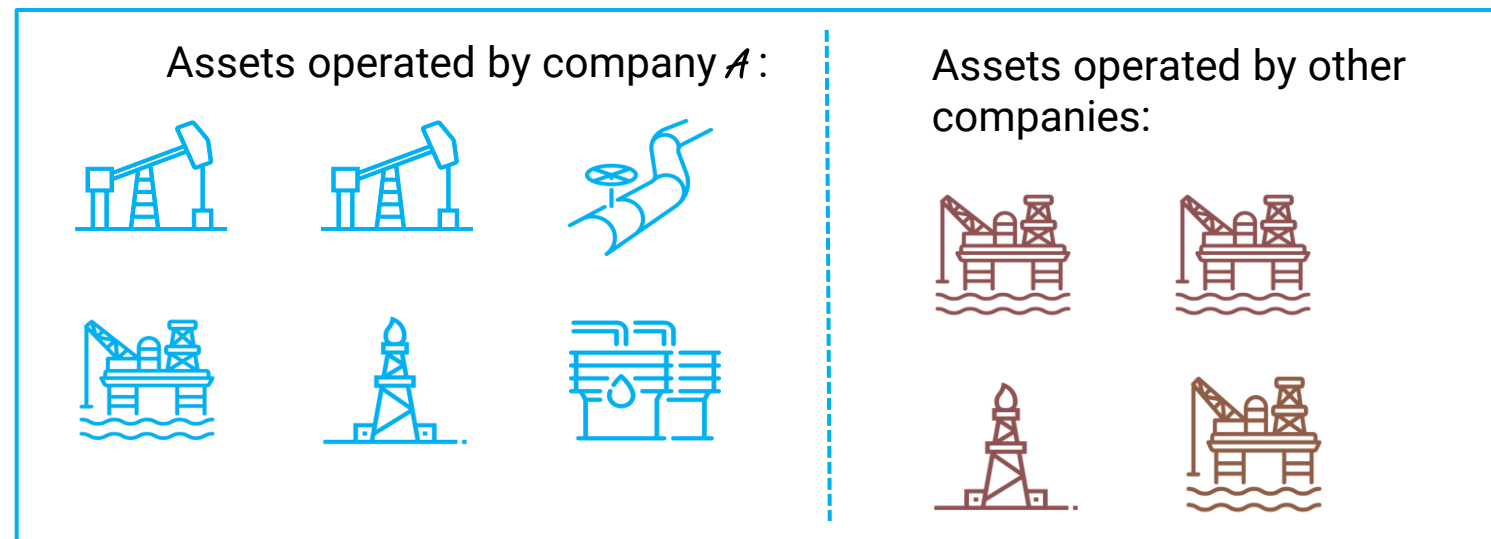 Assets operated by company A :
Assets operated by other
companies: